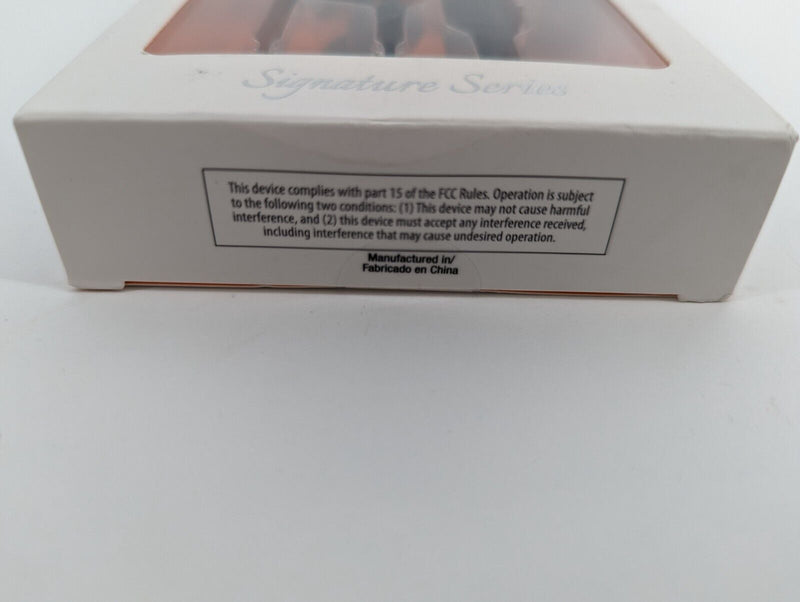 Signature Series
This device complies with part 15 of the FCC Rules. Operation is subject
to the following two conditions: (1) This device may not cause harmful
interference, and (2) this device must accept any interference received,
including interference that may cause undesired operation.
Manufactured in/
Fabricado en China